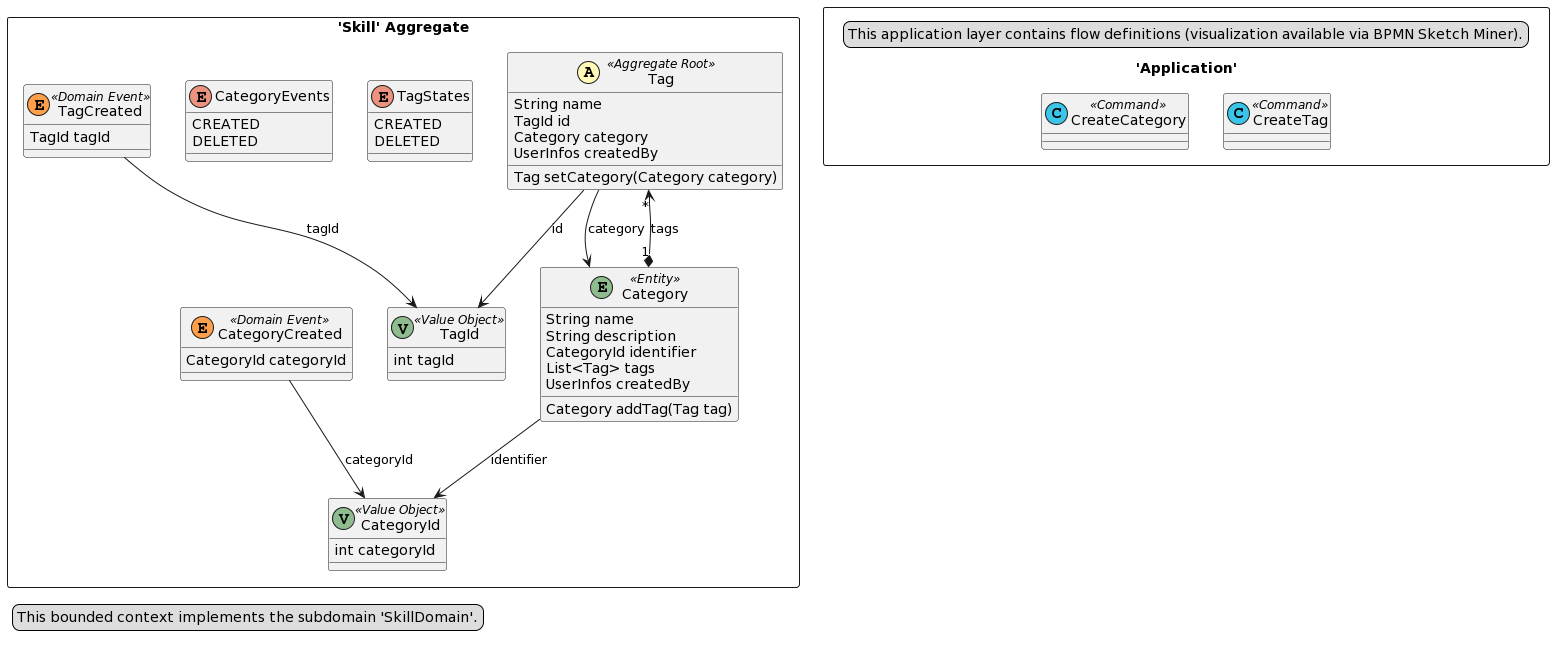 'Skill' Aggregate
E «Domain Event»
TagCreated
TagId tagId
E CategoryEvents
CREATED
DELETED
E TagStates
CREATED
DELETED
A «Aggregate Root»
Tag
String name
TagId id
Category category
UserInfos createdBy
Tag setCategory(Category category)
tagId
id
category
tags
*
1
E «Domain Event»
CategoryCreated
CategoryId categoryId
V «Value Object»
TagId
int tagId
E «Entity»
Category
String name
String description
CategoryId identifier
List<Tag> tags
UserInfos createdBy
Category addTag(Tag tag)
categoryId
identifier
V «Value Object»
CategoryId
int categoryId
This bounded context implements the subdomain 'SkillDomain'.
This application layer contains flow definitions (visualization available via BPMN Sketch Miner).
'Application'
C «Command»
CreateCategory
C «Command»
CreateTag